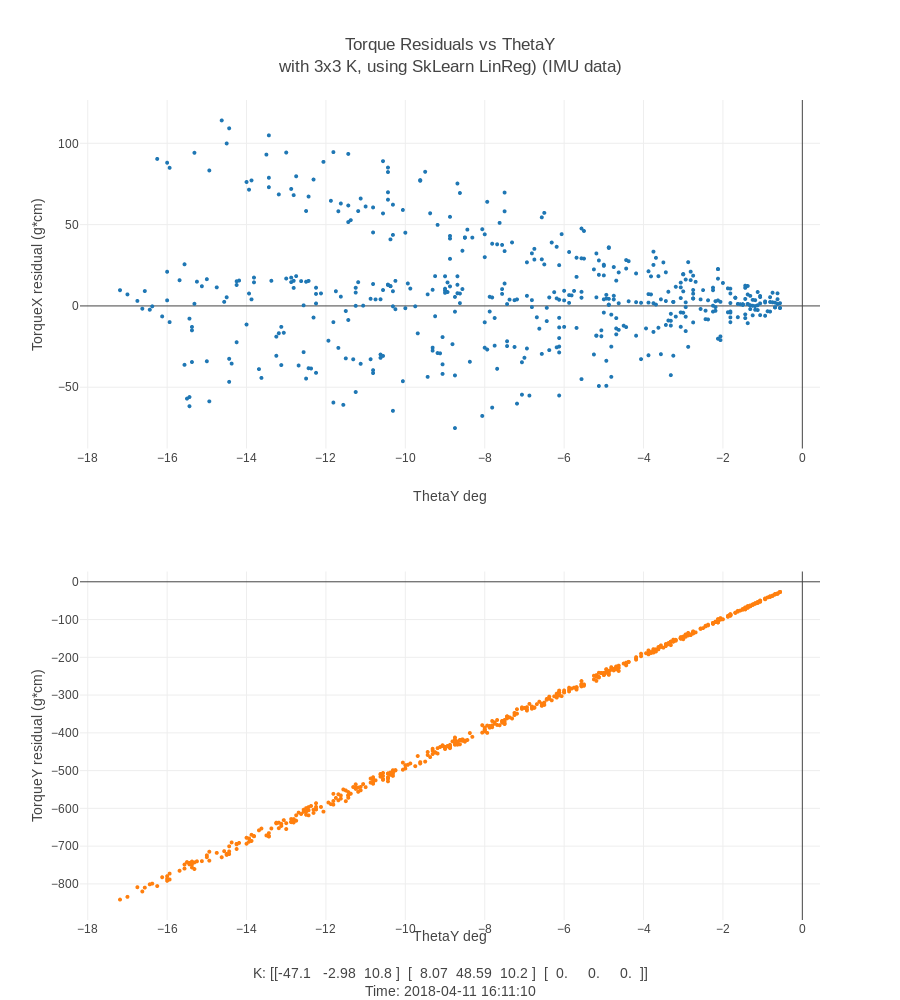 Torque Residuals vs ThetaY
with 3x3 K, using SkLearn LinReg) (IMU data)
TorqueX residual (g*cm)
100
50
0
−50
−18 −16 −14 −12 −10 −8 −6 −4 −2 0
ThetaY deg
TorqueY residual (g*cm)
0
−100
−200
−300
−400
−500
−600
−700
−800
−18 −16 −14 −12 −10 −8 −6 −4 −2 0
ThetaY deg
K: [[-47.1 -2.98 10.8 ] [ 8.07 48.59 10.2 ] [ 0. 0. 0. ]]
Time: 2018-04-11 16:11:10